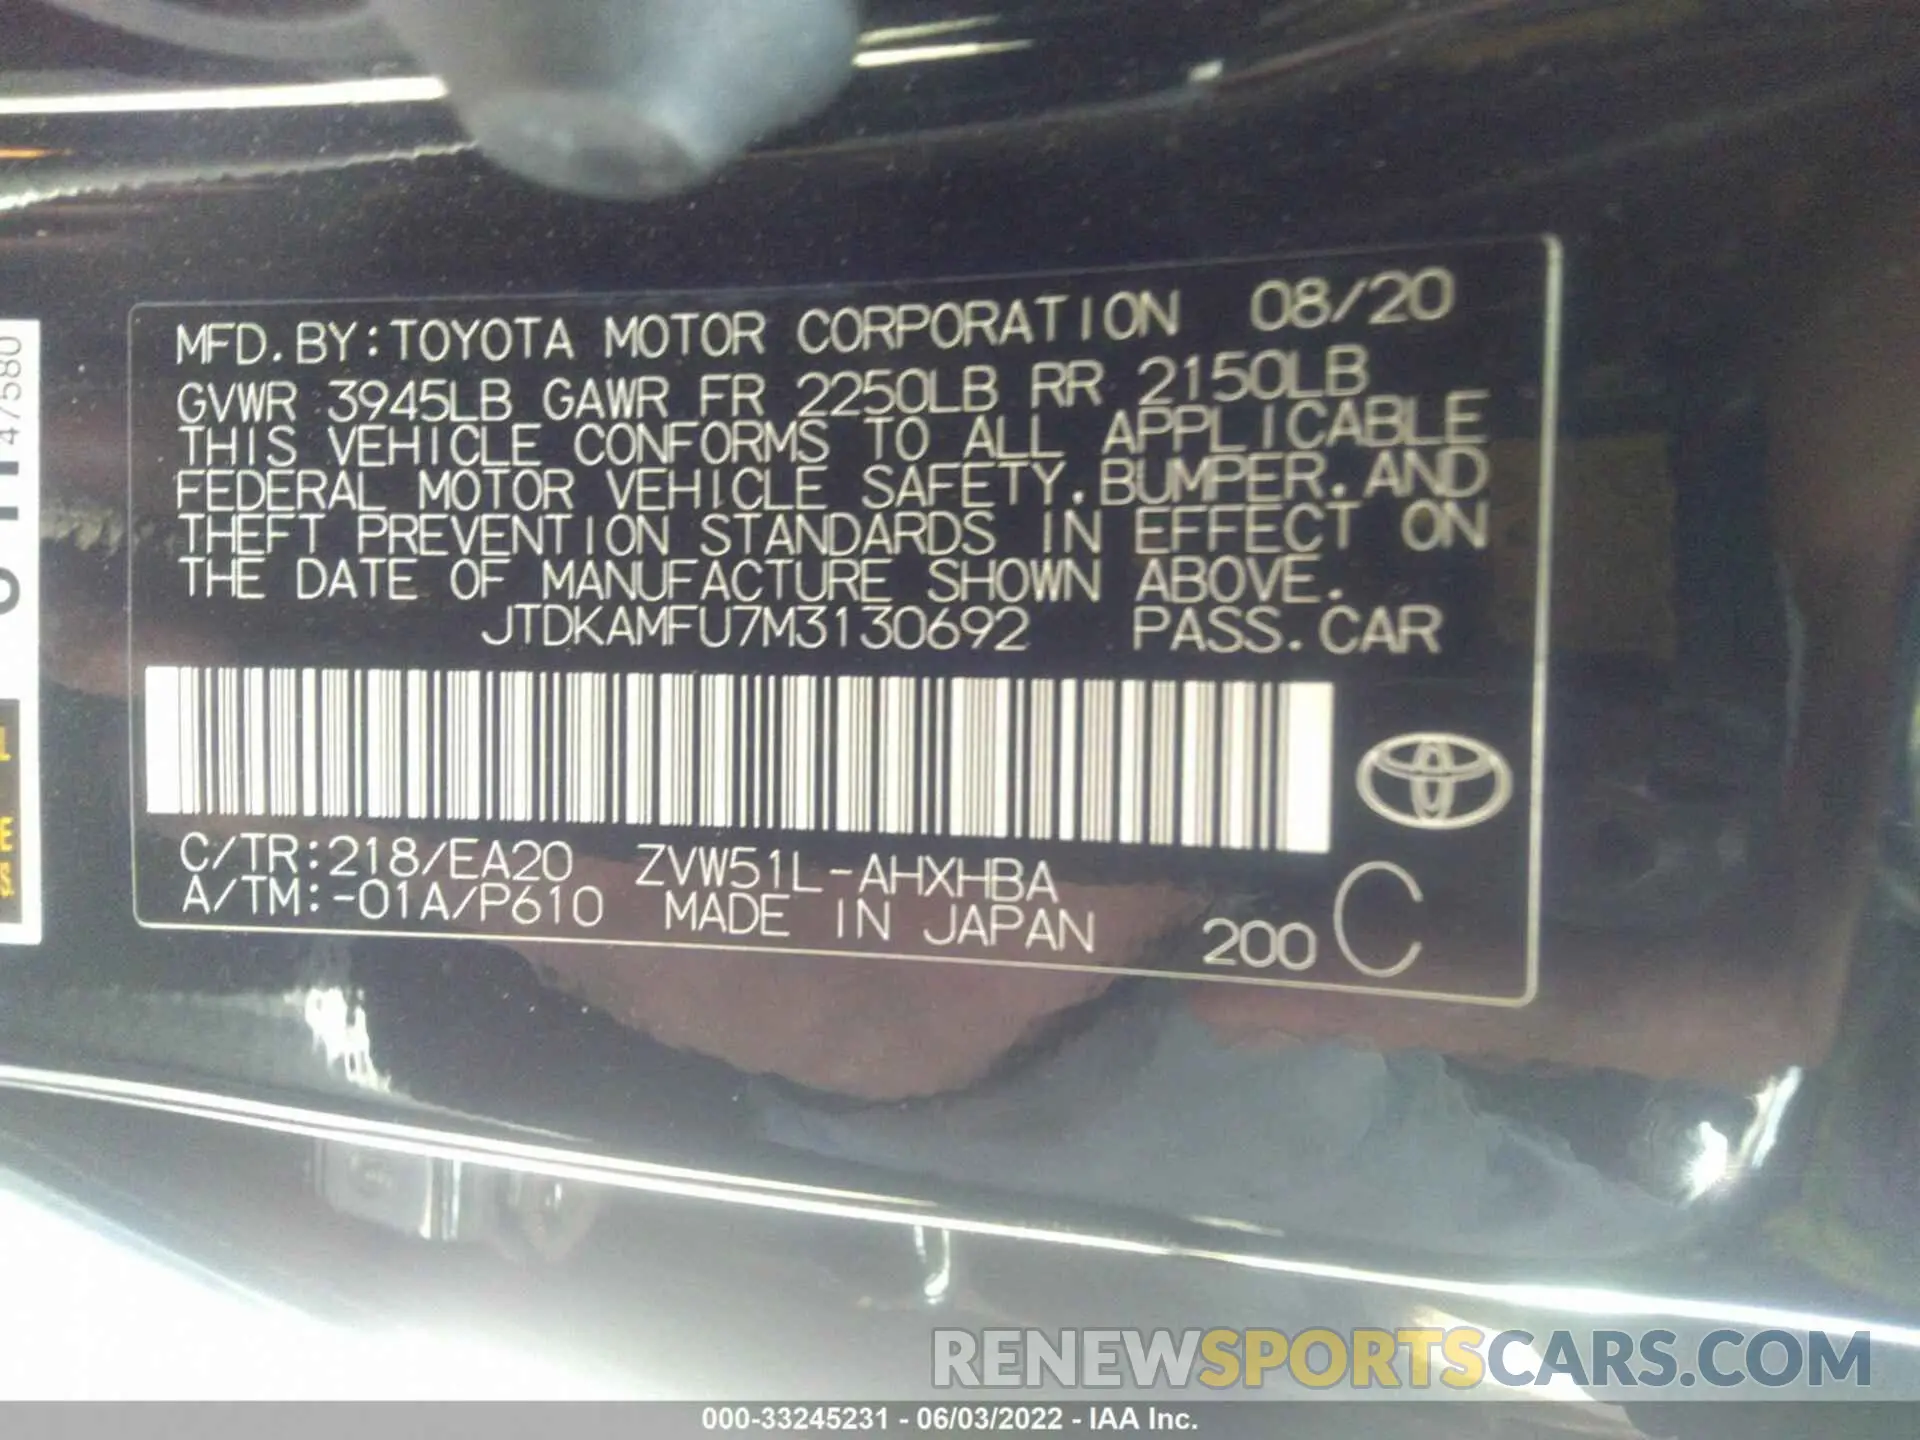 MFD. BY: TOYOTA MOTOR CORPORATION 08/20
GVWR 3945LB GAWR FR 2250LB RR 2150LB
THIS VEHICLE CONFORMS TO ALL APPLICABLE
FEDERAL MOTOR VEHICLE SAFETY, BUMPER, AND
THEFT PREVENTION STANDARDS IN EFFECT ON
THE DATE OF MANUFACTURE SHOWN ABOVE.
JTDKAMFU7M3130692 PASS. CAR
C/TR: 218/EA20 ZVW51L-AHXHBA
A/TM: -01A/P610 MADE IN JAPAN 200 C
47580
RENEWSPORTSCARS.COM
000-33245231 - 06/03/2022 - IAA Inc.